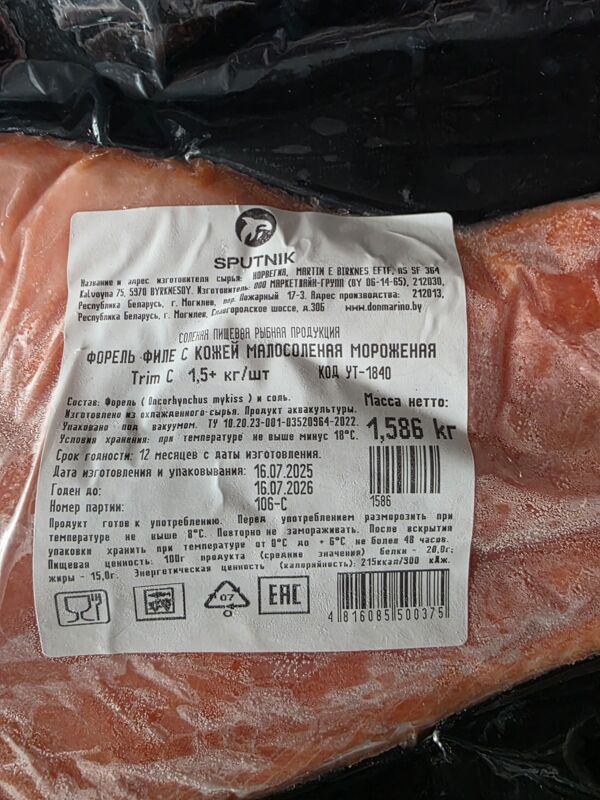 SPUTNIK
Название и адрес изготовителя сырья: НОРВЕГИЯ, MARTIN E BIRKNES EFTF. AS SF 364
Kalvoyna 75, 5970 BYRKNESOY. Изготовитель: ООО МАРКЕТЛАЙН-ГРУПП (BY 06-14-65), 212030,
Республика Беларусь, г. Могилев, пер. Пожарный 17-3. Адрес производства: 212013,
Республика Беларусь, г. Могилев, Славгородское шоссе, д.30Б www.donmarino.by
СОЛЕНАЯ ПИЩЕВАЯ РЫБНАЯ ПРОДУКЦИЯ
ФОРЕЛЬ ФИЛЕ С КОЖЕЙ МАЛОСОЛЕНАЯ МОРОЖЕНАЯ
Trim C 1,5+ кг/шт КОД УТ-1840
Состав: Форель ( Oncorhynchus mykiss ) и соль.
Изготовлено из охлажденного сырья. Продукт аквакультуры.
Упаковано под вакуумом. ТУ 10.20.23-001-03520964-2022.
Условия хранения: при температуре не выше минус 18°С.
Масса нетто:
1,586 кг
Срок годности: 12 месяцев с даты изготовления.
Дата изготовления и упаковывания: 16.07.2025
Годен до: 16.07.2026
Номер партии: 106-С
1586
Продукт готов к употреблению. Перед употреблением разморозить при
температуре не выше 8°С. Повторно не замораживать. После вскрытия
упаковки хранить при температуре от 0°С до + 6°С не более 48 часов.
Пищевая ценность: 100г продукта (средние значения) белки - 20,0г;
жиры - 15,0г. Энергетическая ценность (калорийность): 215ккал/900 кДж.
07
O
EAC
4 816085 500375